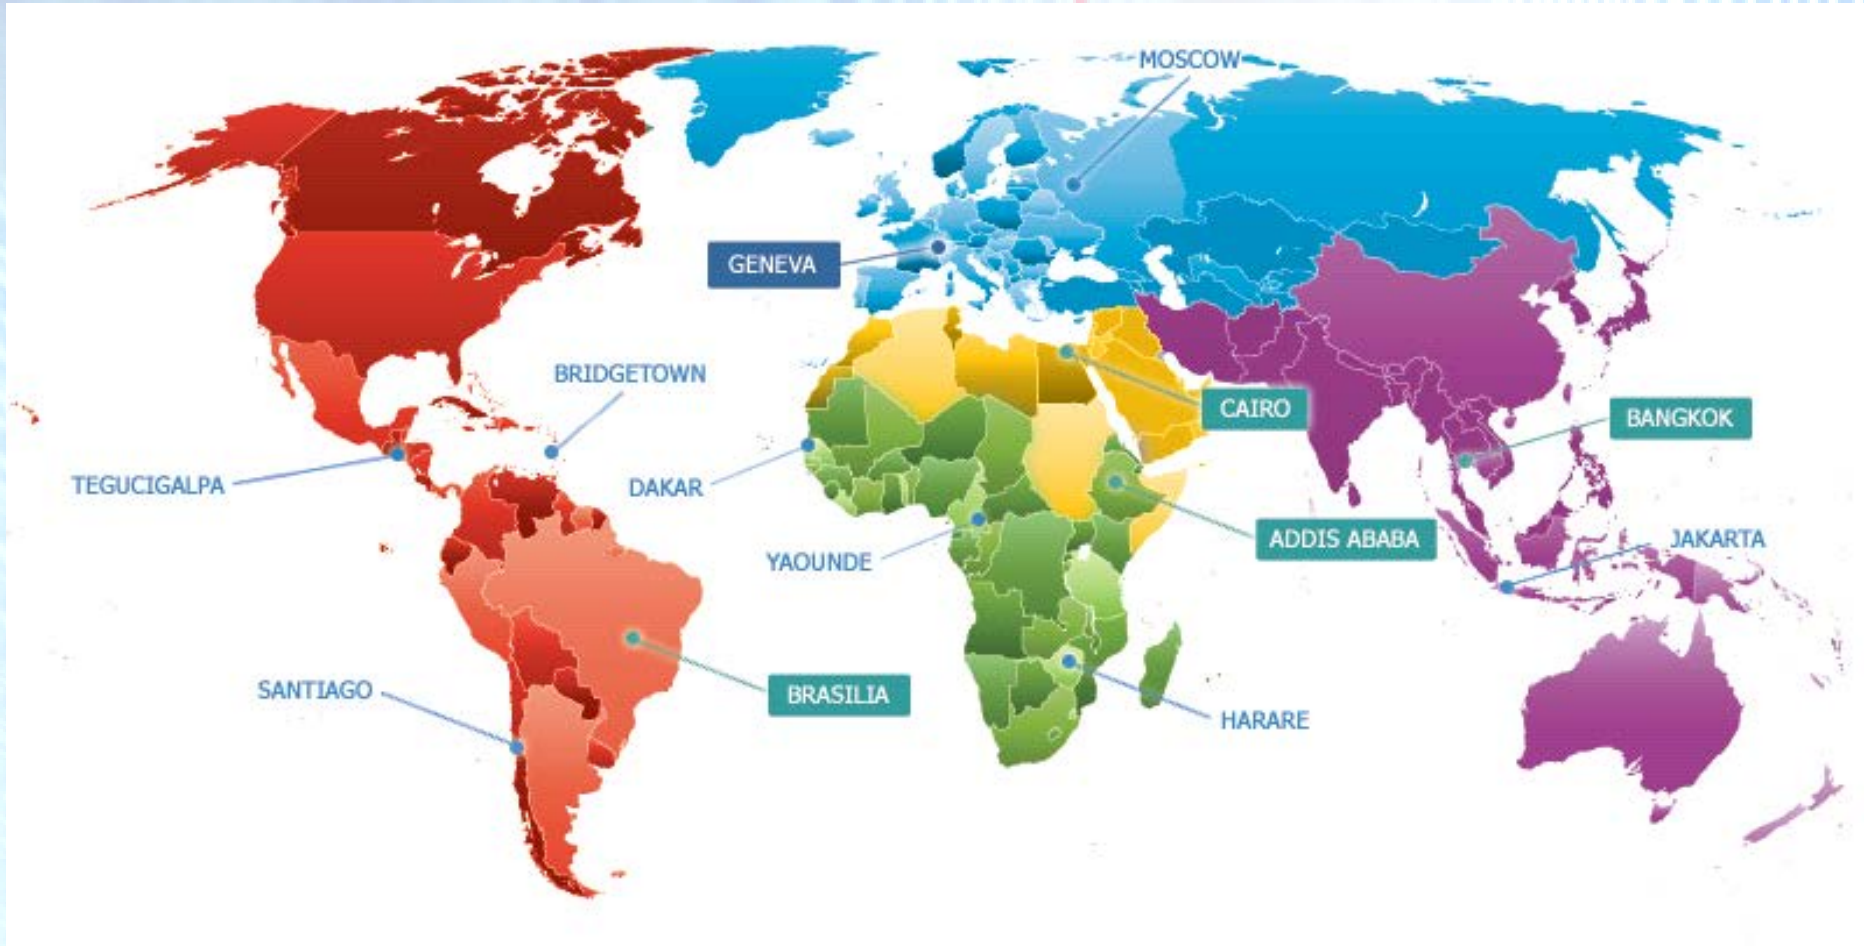 MOSCOW
GENEVA
BRIDGETOWN
CAIRO
BANGKOK
TEGUCIGALPA
DAKAR
ADDIS ABABA
JAKARTA
YAOUNDE
SANTIAGO
BRASILIA
HARARE